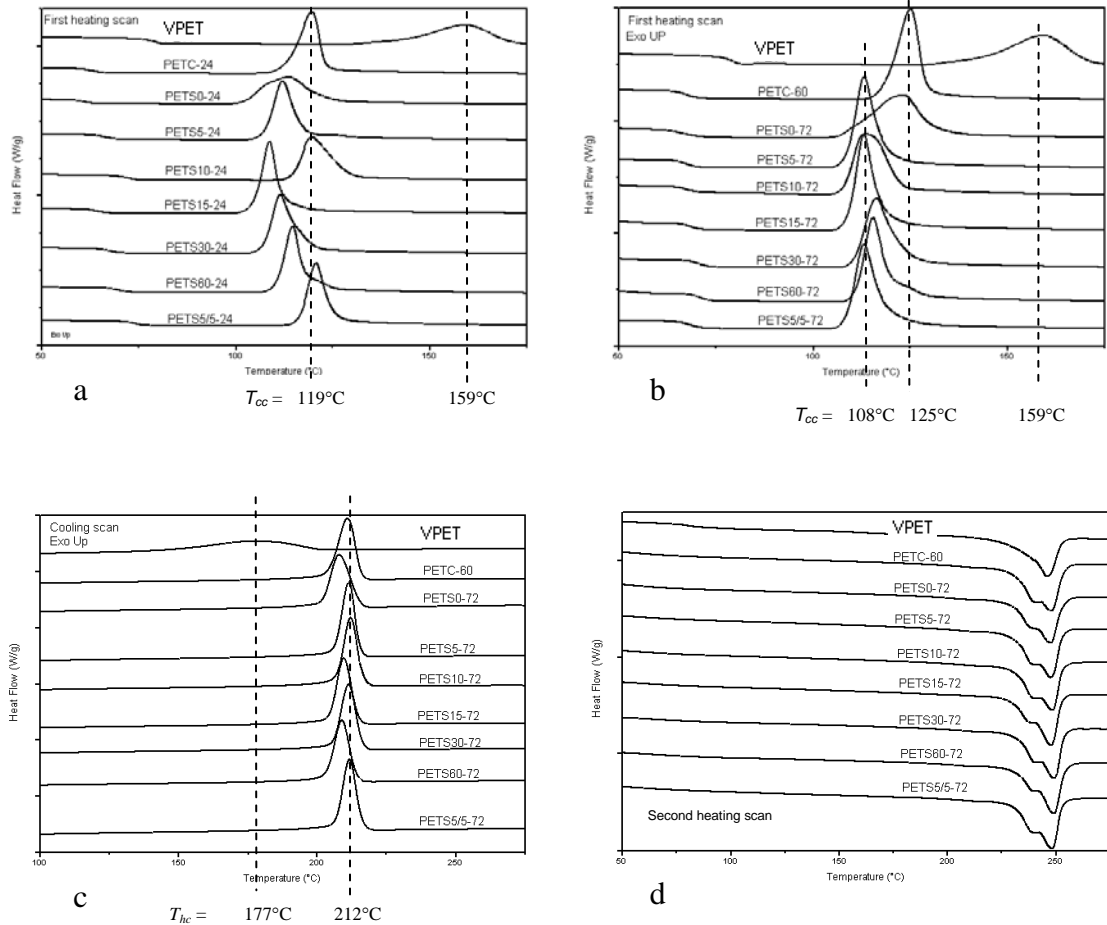 First heating scan
VPET
PETC-24
PETS0-24
PETS5-24
PETS10-24
PETS15-24
PETS30-24
PETS60-24
PETS5/5-24
Exo Up
Heat Flow (W/g)
50 100 150
Temperature (°C)
a
Tcc = 119°C 159°C
First heating scan
Exo UP
VPET
PETC-60
PETS0-72
PETS5-72
PETS10-72
PETS15-72
PETS30-72
PETS60-72
PETS5/5-72
Heat Flow (W/g)
50 100 150
Temperature (°C)
b
Tcc = 108°C 125°C 159°C
Cooling scan
Exo Up
VPET
PETC-60
PETS0-72
PETS5-72
PETS10-72
PETS15-72
PETS30-72
PETS60-72
PETS5/5-72
Heat Flow (W/g)
100 150 200 250
Temperature (°C)
c
Thc = 177°C 212°C
VPET
PETC-60
PETS0-72
PETS5-72
PETS10-72
PETS15-72
PETS30-72
PETS60-72
PETS5/5-72
Second heating scan
Heat Flow (W/g)
50 100 150 200 250
Temperature (°C)
d